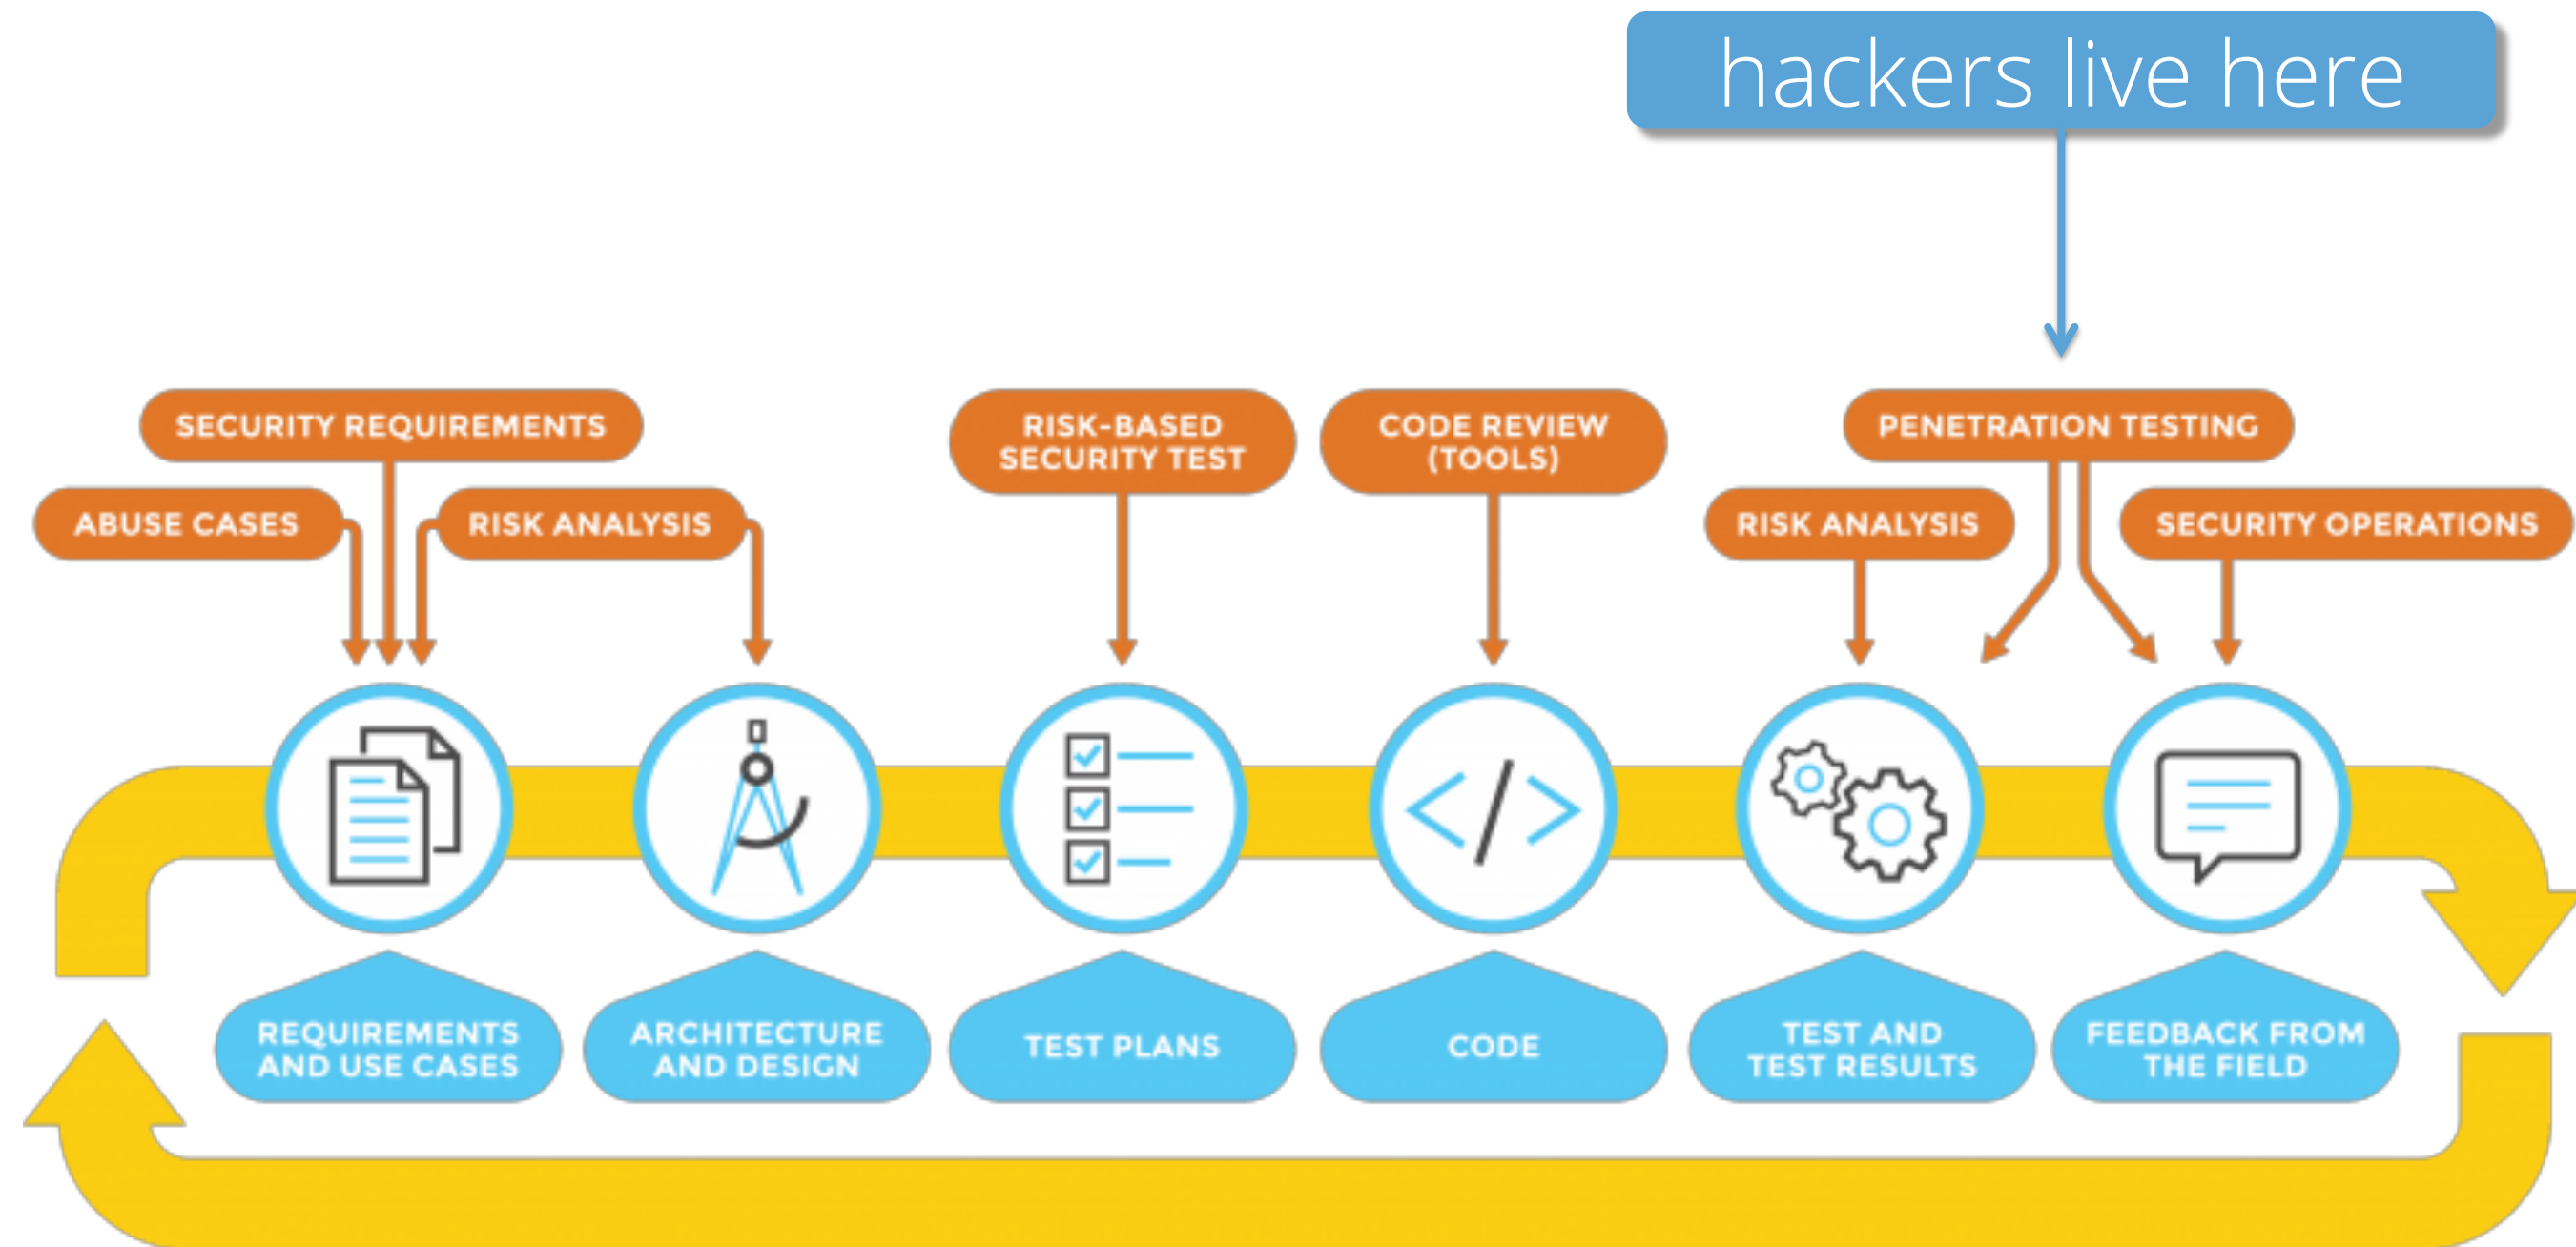 hackers live here
SECURITY REQUIREMENTS
ABUSE CASES
RISK ANALYSIS
RISK-BASED
SECURITY TEST
CODE REVIEW
(TOOLS)
PENETRATION TESTING
RISK ANALYSIS
SECURITY OPERATIONS
REQUIREMENTS
AND USE CASES
ARCHITECTURE
AND DESIGN
TEST PLANS
CODE
TEST AND
TEST RESULTS
FEEDBACK FROM
THE FIELD